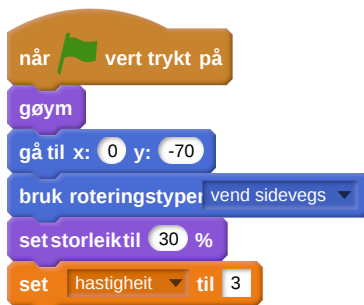 når vert trykt på
gøym
gå til x: 0 y: -70
bruk roteringstypen vend sidevegs
set storleik til 30 %
set hastigheit til 3